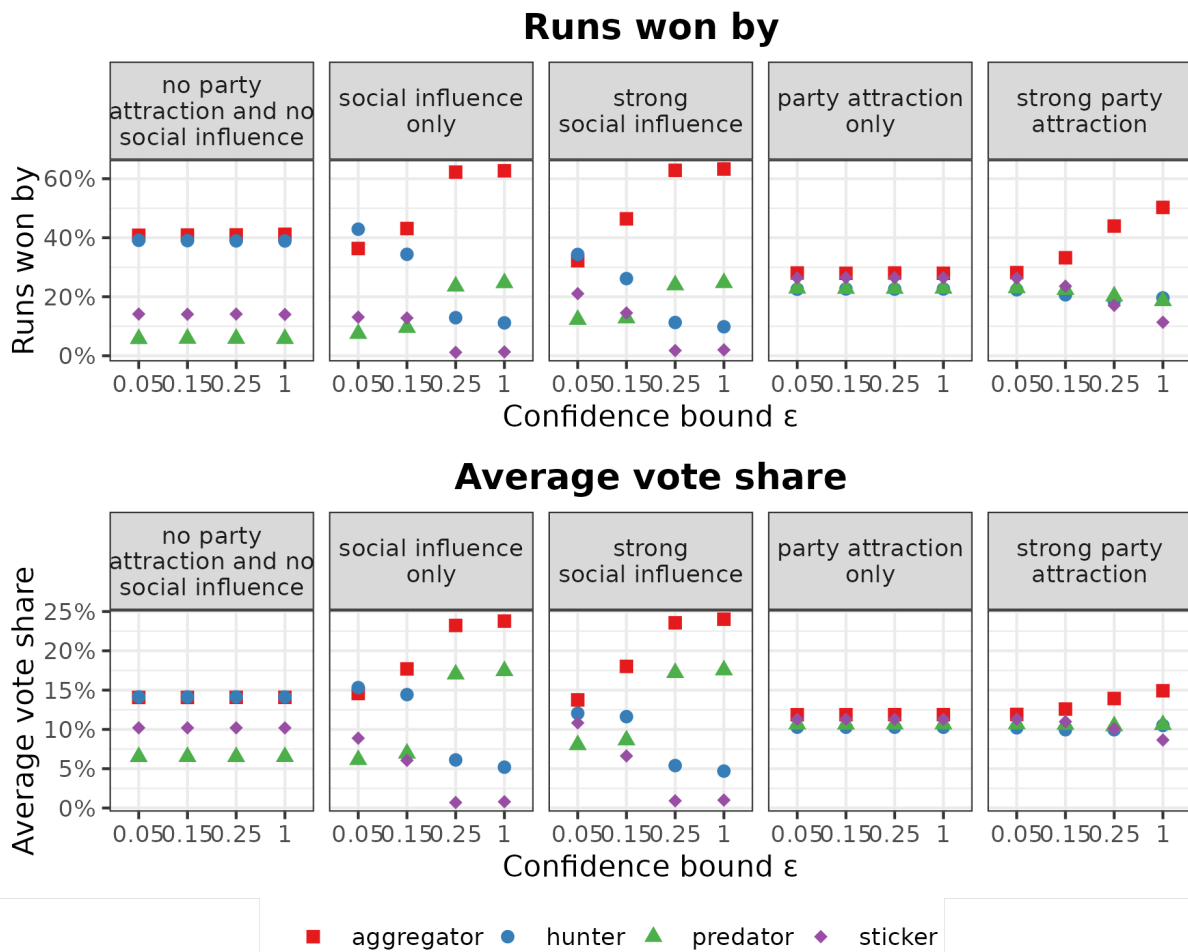 Runs won by
no party
attraction and no
social influence
social influence
only
strong
social influence
party attraction
only
strong party
attraction
Runs won by
60%
40%
20%
0%
0.05 0.15 0.25 1 0.05 0.15 0.25 1 0.05 0.15 0.25 1 0.05 0.15 0.25 1 0.05 0.15 0.25 1
Confidence bound ε
Average vote share
no party
attraction and no
social influence
social influence
only
strong
social influence
party attraction
only
strong party
attraction
Average vote share
25%
20%
15%
10%
5%
0%
0.05 0.15 0.25 1 0.05 0.15 0.25 1 0.05 0.15 0.25 1 0.05 0.15 0.25 1 0.05 0.15 0.25 1
Confidence bound ε
aggregator hunter predator sticker